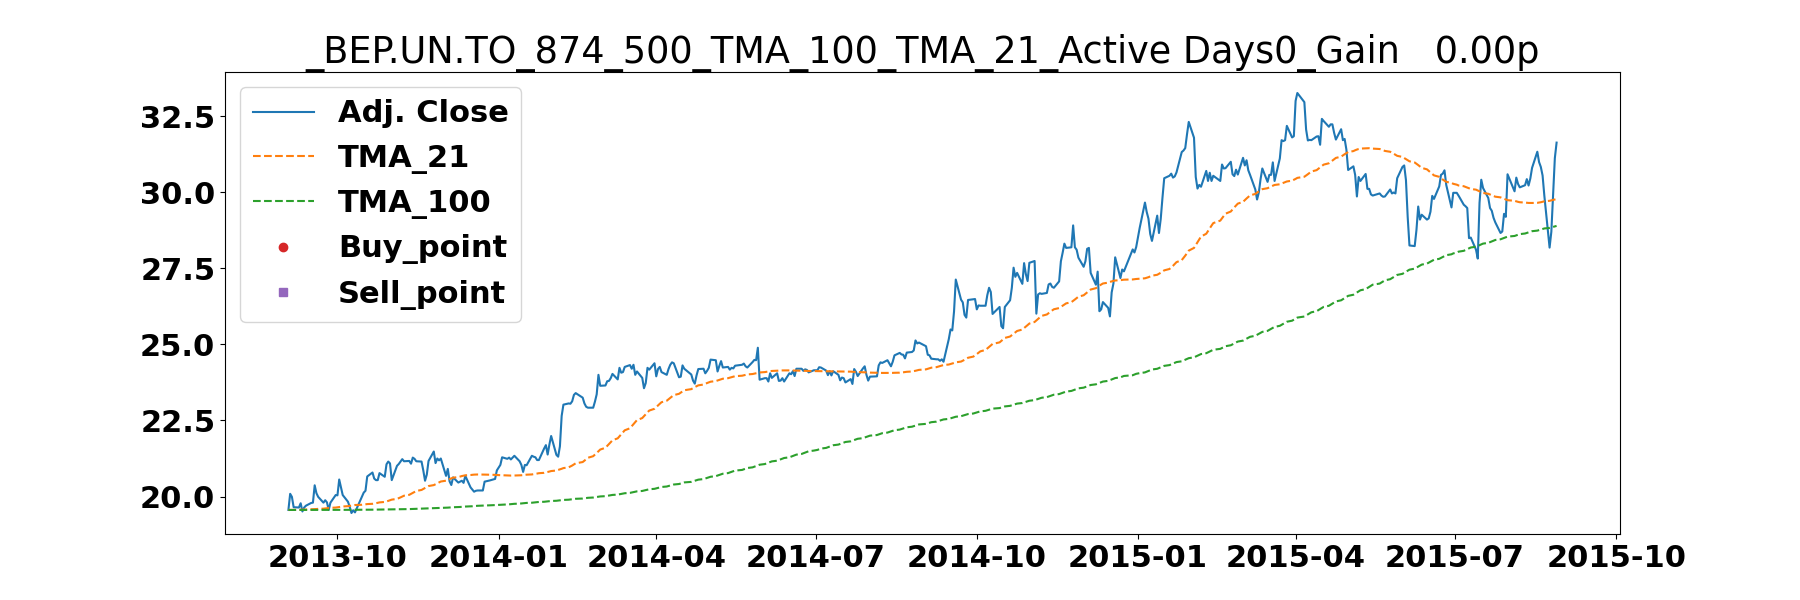 _BEP.UN.TO_874_500_TMA_100_TMA_21_Active Days0_Gain   0.00p
32.5
30.0
27.5
25.0
22.5
20.0
Adj. Close
TMA_21
TMA_100
Buy_point
Sell_point
2013-10 2014-01 2014-04 2014-07 2014-10 2015-01 2015-04 2015-07 2015-10